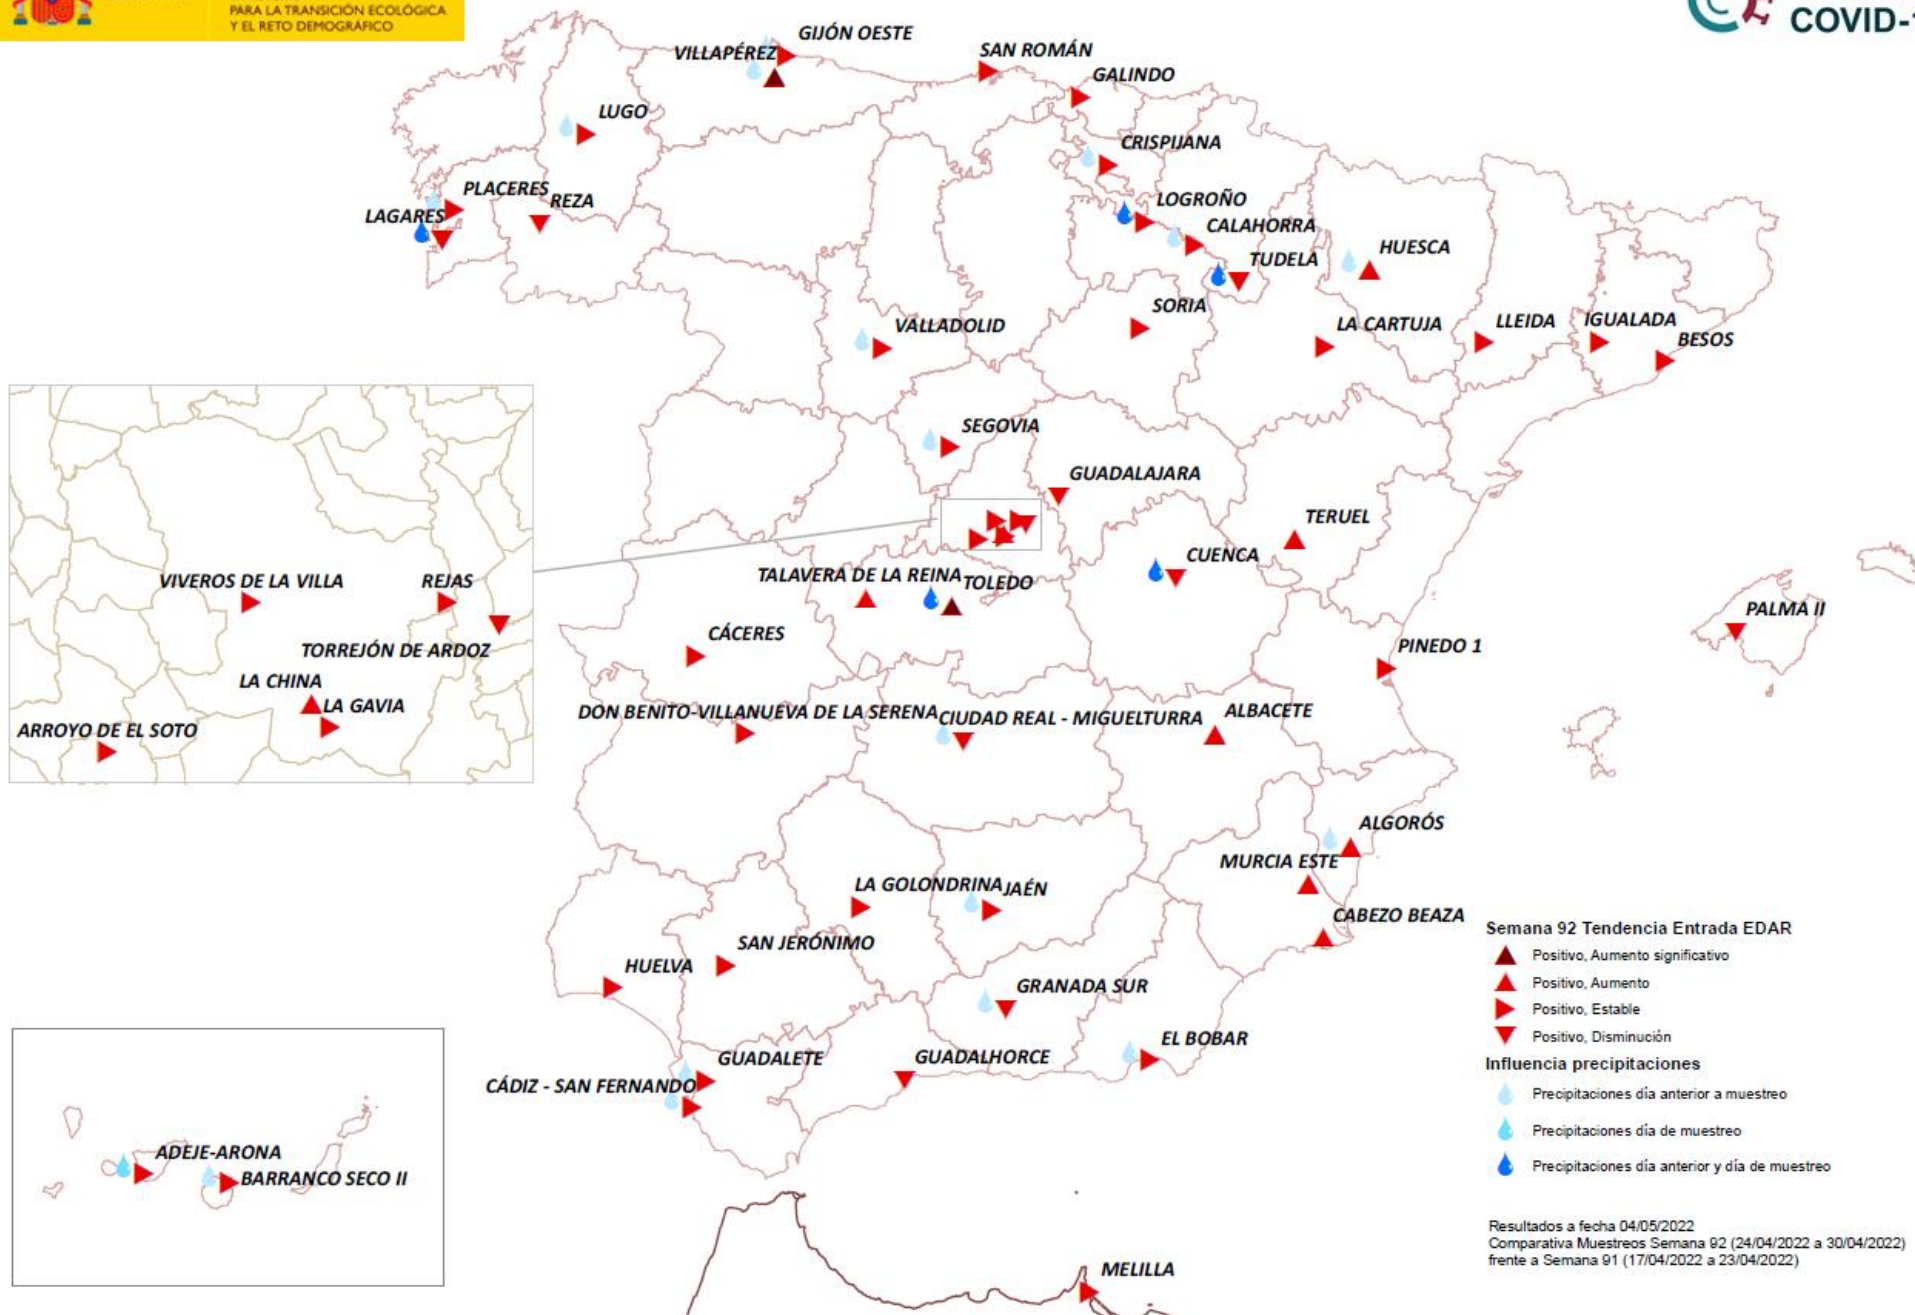 PARA LA TRANSICIÓN ECOLÓGICA
Y EL RETO DEMOGRÁFICO
COVID-1
GIJÓN OESTE
VILLAPÉREZ
SAN ROMÁN
GALINDO
LUGO
CRISPIJANA
PLACERES
REZA
LAGARES
LOGROÑO
CALAHORRA
TUDELA
HUESCA
SORIA
VALLADOLID
LA CARTUJA
LLEIDA
IGUALADA
BESOS
SEGOVIA
GUADALAJARA
TERUEL
CUENCA
TALAVERA DE LA REINA
TOLEDO
VIVEROS DE LA VILLA
REJAS
TORREJÓN DE ARDOZ
LA CHINA
LA GAVIA
ARROYO DE EL SOTO
PALMA II
CÁCERES
PINEDO 1
DON BENITO-VILLANUEVA DE LA SERENA
CIUDAD REAL - MIGUELTURRA
ALBACETE
ALGORÓS
MURCIA ESTE
LA GOLONDRINA
JAÉN
CABEZO BEAZA
SAN JERÓNIMO
HUELVA
GRANADA SUR
EL BOBAR
GUADALETE
GUADALHORCE
CÁDIZ - SAN FERNANDO
ADEJE-ARONA
BARRANCO SECO II
MELILLA
Semana 92 Tendencia Entrada EDAR
Positivo, Aumento significativo
Positivo, Aumento
Positivo, Estable
Positivo, Disminución
Influencia precipitaciones
Precipitaciones día anterior a muestreo
Precipitaciones día de muestreo
Precipitaciones día anterior y día de muestreo
Resultados a fecha 04/05/2022
Comparativa Muestreos Semana 92 (24/04/2022 a 30/04/2022)
frente a Semana 91 (17/04/2022 a 23/04/2022)